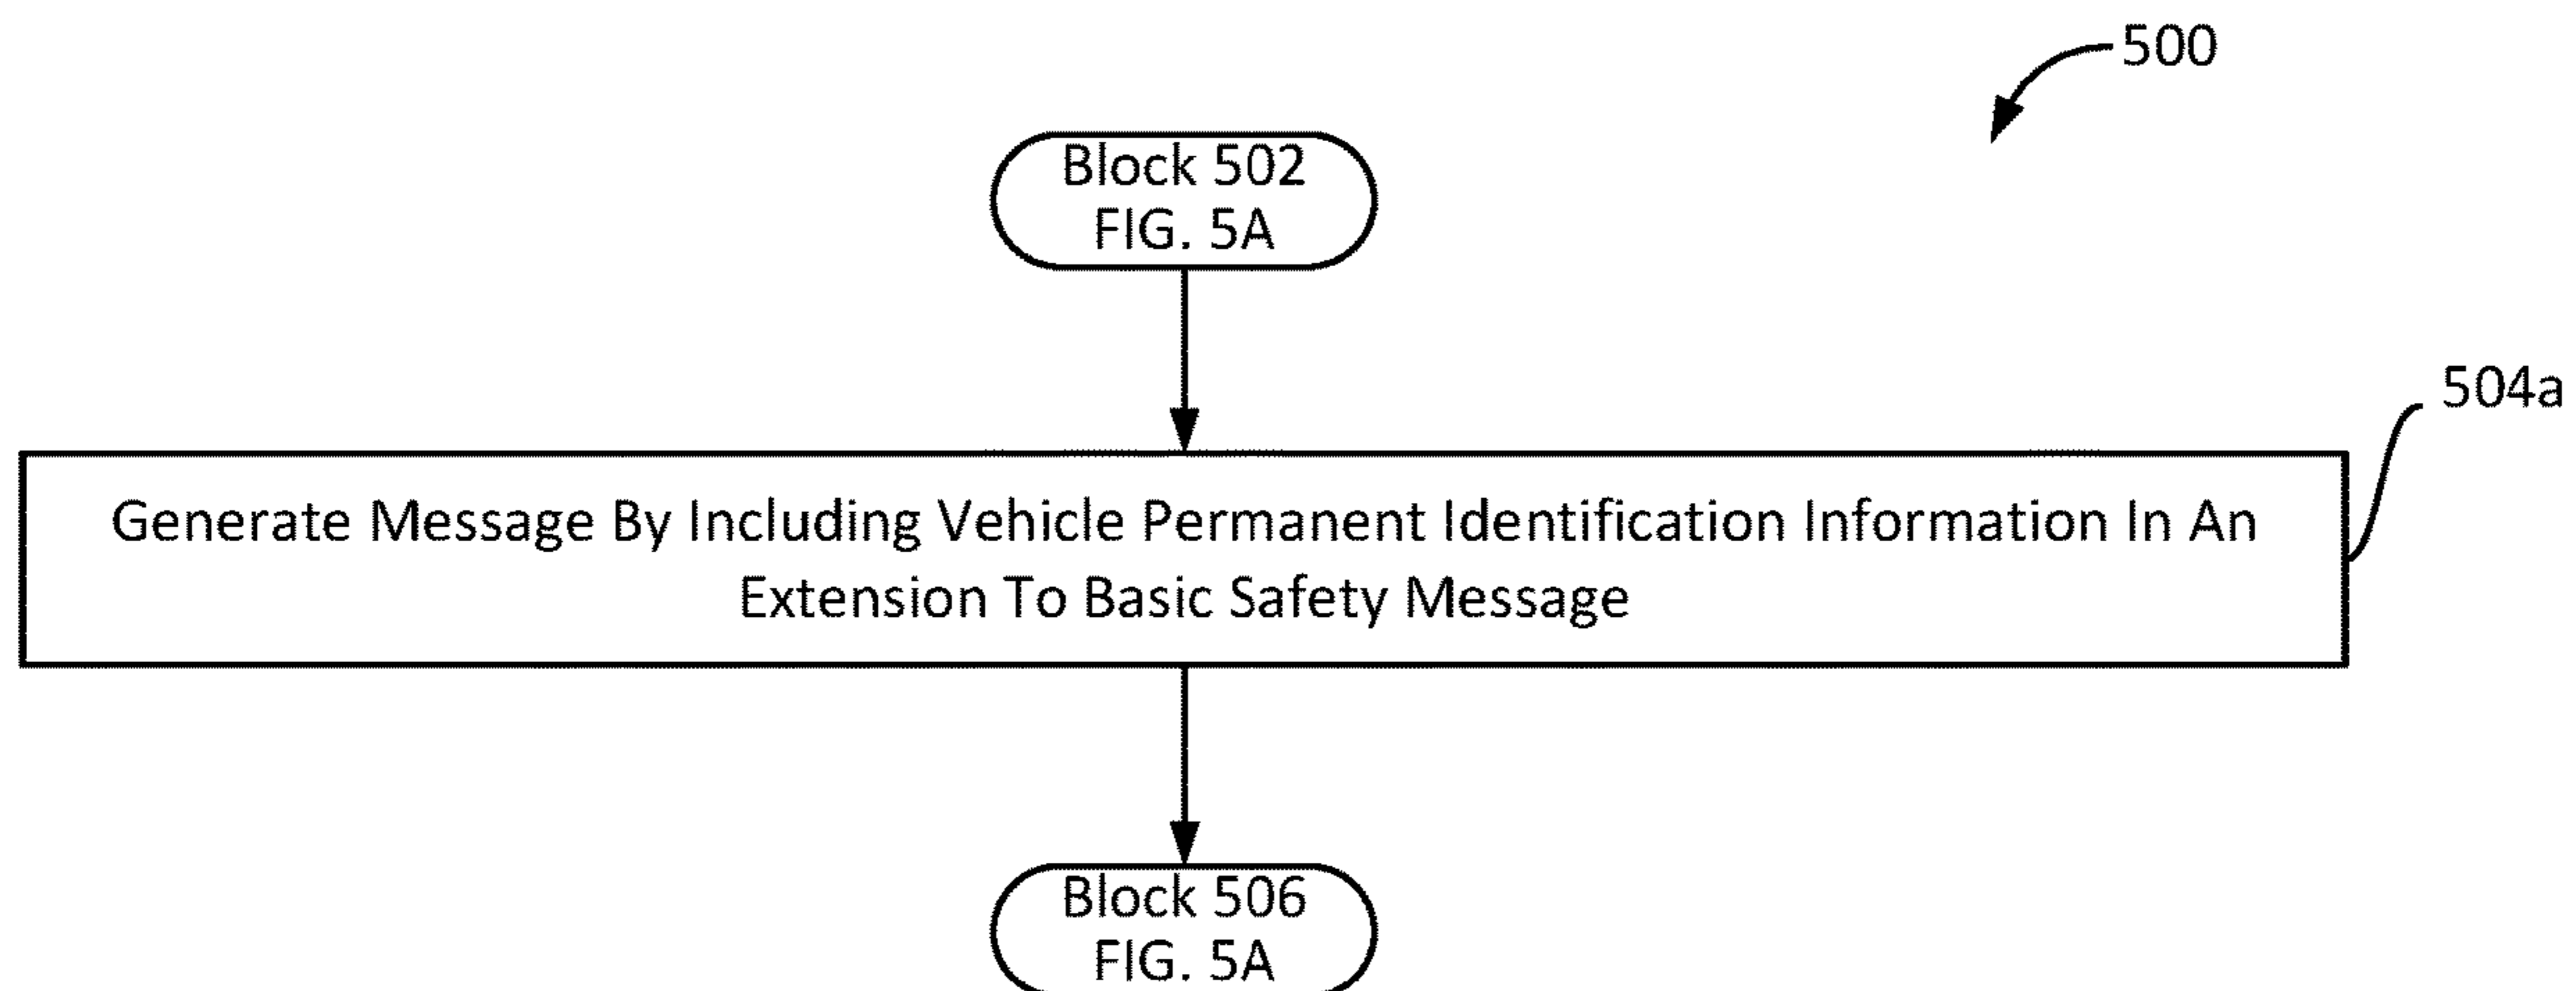 500
Block 502
FIG. 5A
504a
Generate Message By Including Vehicle Permanent Identification Information In An
Extension To Basic Safety Message
Block 506
FIG. 5A